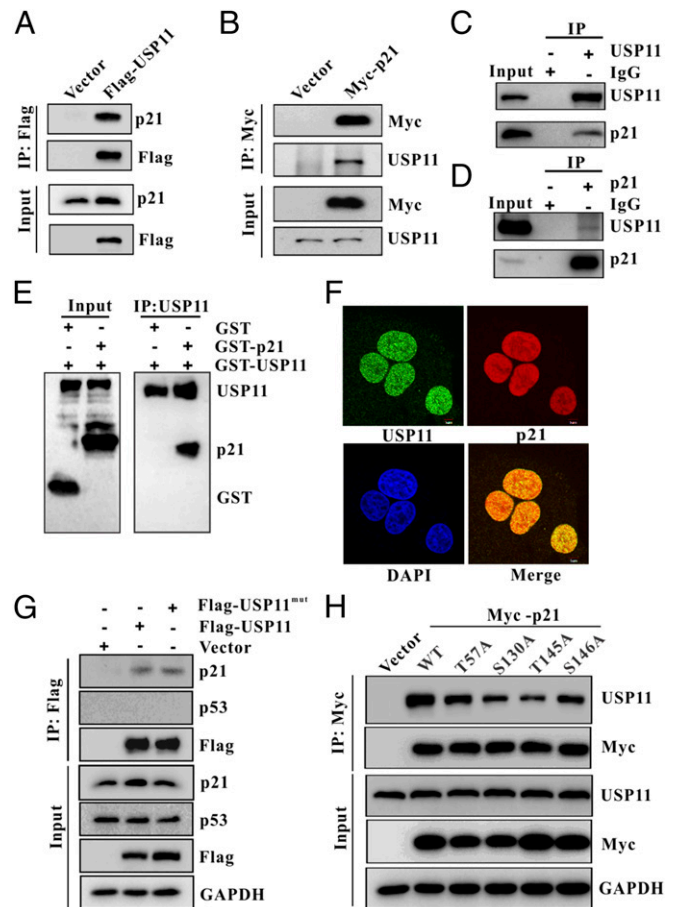 A
Vector
Flag-USP11
IP: Flag
p21
Flag
Input
p21
Flag
B
Vector
Myc-p21
IP: Myc
Myc
USP11
Input
Myc
USP11
C
IP
- + USP11
Input + - IgG
USP11
p21
D
IP
- + p21
Input + - IgG
USP11
p21
E
Input IP:USP11
+ - + - GST
- + - + GST-p21
+ + + + GST-USP11
USP11
p21
GST
F
USP11 p21
DAPI Merge
G
- - + Flag-USP11mut
- + - Flag-USP11
+ - - Vector
IP: Flag
p21
p53
Flag
Input
p21
p53
Flag
GAPDH
H
Myc -p21
Vector
WT
T57A
S130A
T145A
S146A
IP: Myc
USP11
Myc
Input
USP11
Myc
GAPDH